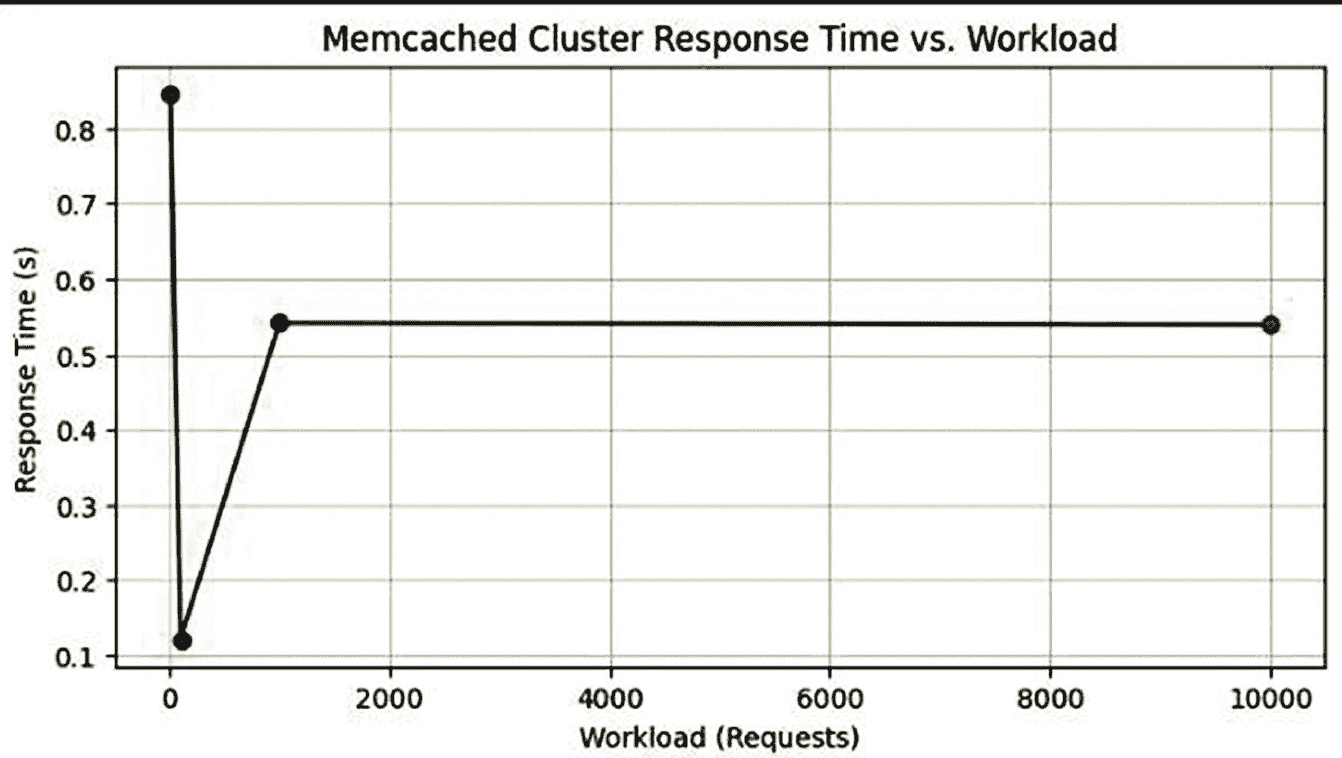 Memcached Cluster Response Time vs. Workload
Response Time (s)
0.8
0.7
0.6
0.5
0.4
0.3
0.2
0.1
0 2000 4000 6000 8000 10000
Workload (Requests)